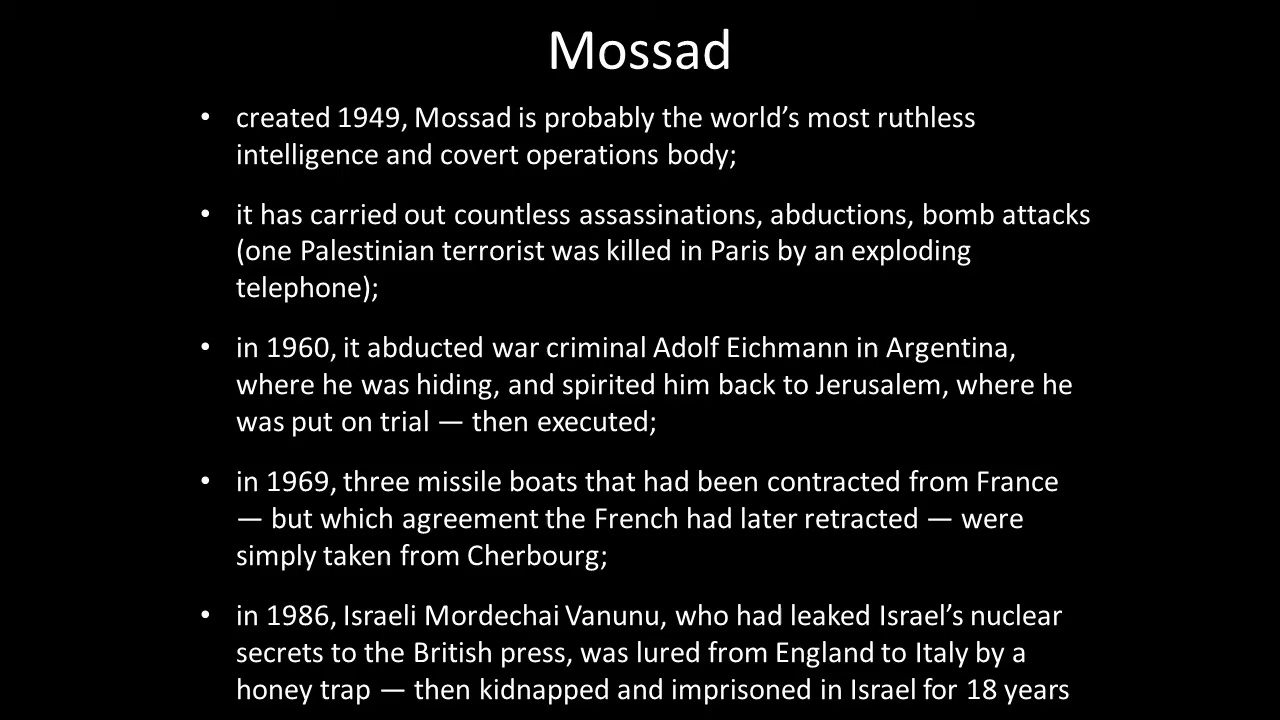 Mossad
• created 1949, Mossad is probably the world’s most ruthless
intelligence and covert operations body;
• it has carried out countless assassinations, abductions, bomb attacks
(one Palestinian terrorist was killed in Paris by an exploding
telephone);
• in 1960, it abducted war criminal Adolf Eichmann in Argentina,
where he was hiding, and spirited him back to Jerusalem, where he
was put on trial — then executed;
• in 1969, three missile boats that had been contracted from France
— but which agreement the French had later retracted — were
simply taken from Cherbourg;
• in 1986, Israeli Mordechai Vanunu, who had leaked Israel’s nuclear
secrets to the British press, was lured from England to Italy by a
honey trap — then kidnapped and imprisoned in Israel for 18 years